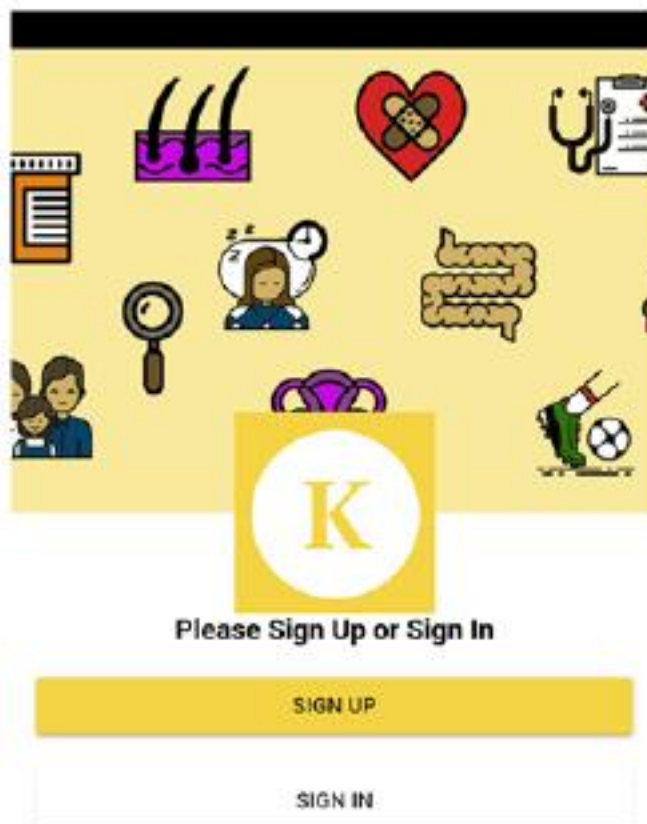 z z
z
K
Please Sign Up or Sign In
SIGN UP
SIGN IN